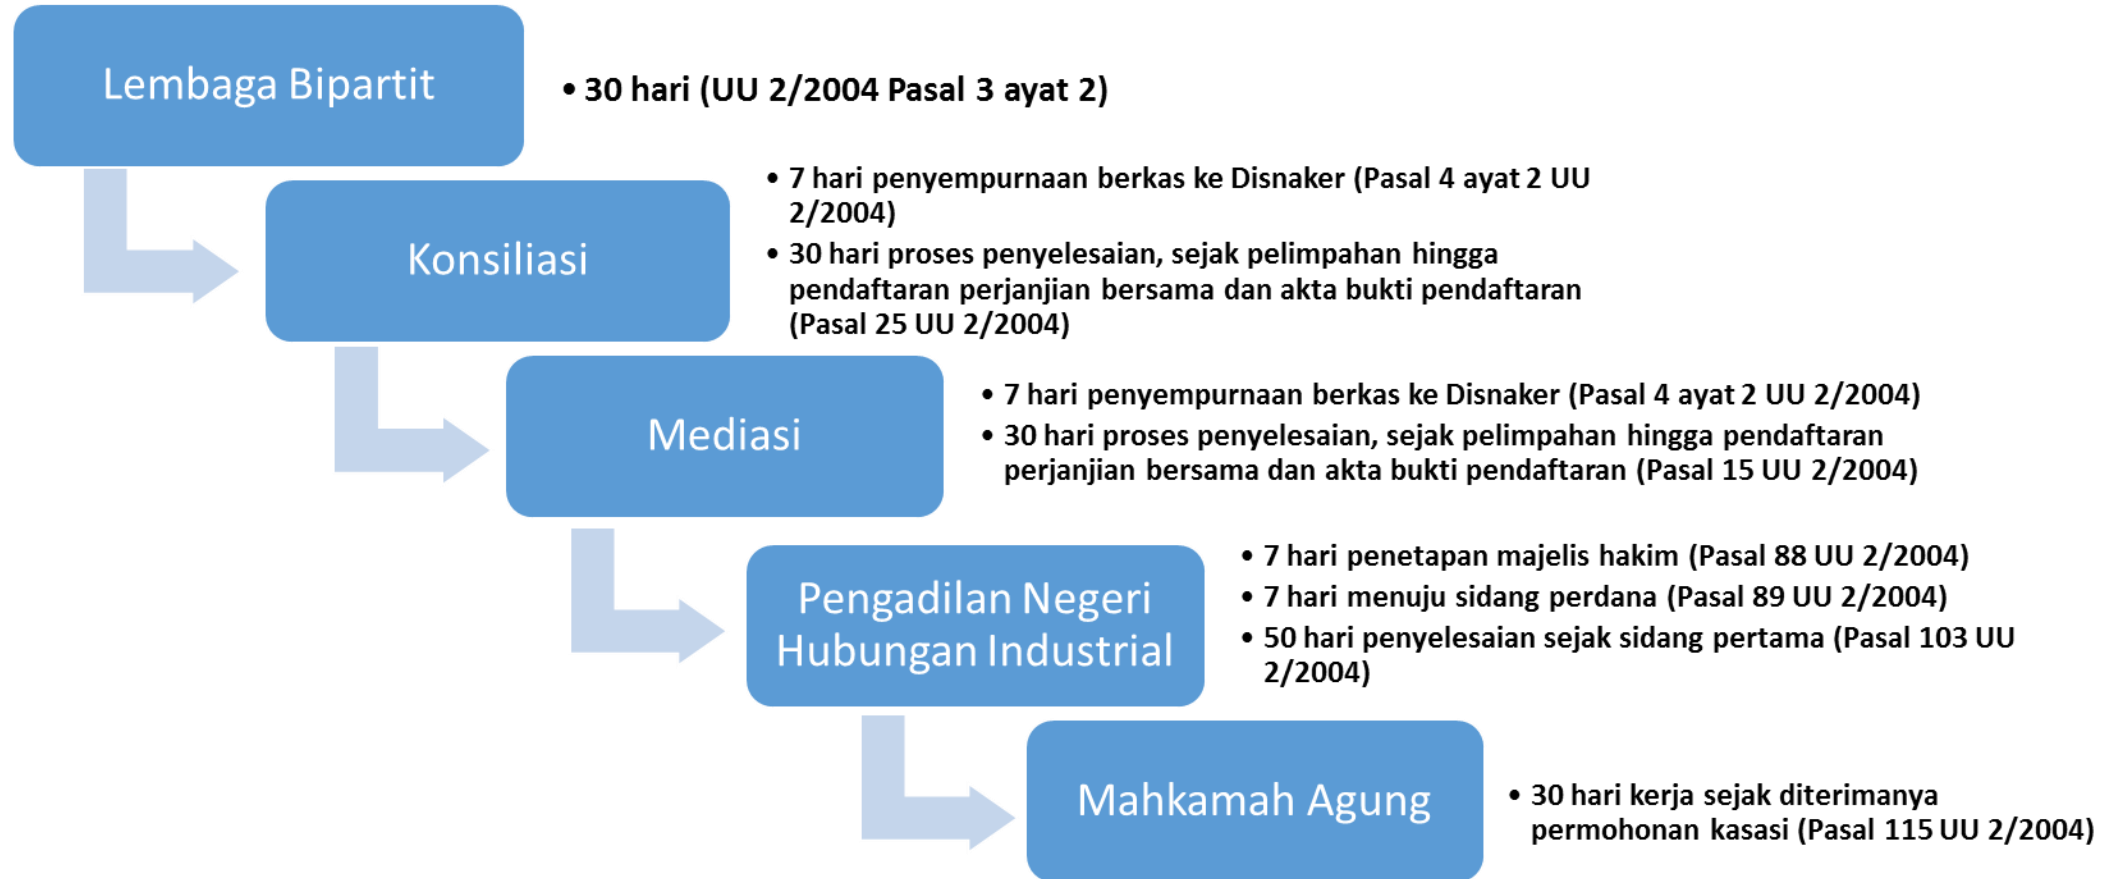 Lembaga Bipartit
• 30 hari (UU 2/2004 Pasal 3 ayat 2)
Konsiliasi
• 7 hari penyempurnaan berkas ke Disnaker (Pasal 4 ayat 2 UU
2/2004)
• 30 hari proses penyelesaian, sejak pelimpahan hingga
pendaftaran perjanjian bersama dan akta bukti pendaftaran
(Pasal 25 UU 2/2004)
Mediasi
• 7 hari penyempurnaan berkas ke Disnaker (Pasal 4 ayat 2 UU 2/2004)
• 30 hari proses penyelesaian, sejak pelimpahan hingga pendaftaran
perjanjian bersama dan akta bukti pendaftaran (Pasal 15 UU 2/2004)
Pengadilan Negeri
Hubungan Industrial
• 7 hari penetapan majelis hakim (Pasal 88 UU 2/2004)
• 7 hari menuju sidang perdana (Pasal 89 UU 2/2004)
• 50 hari penyelesaian sejak sidang pertama (Pasal 103 UU
2/2004)
Mahkamah Agung
• 30 hari kerja sejak diterimanya
permohonan kasasi (Pasal 115 UU 2/2004)